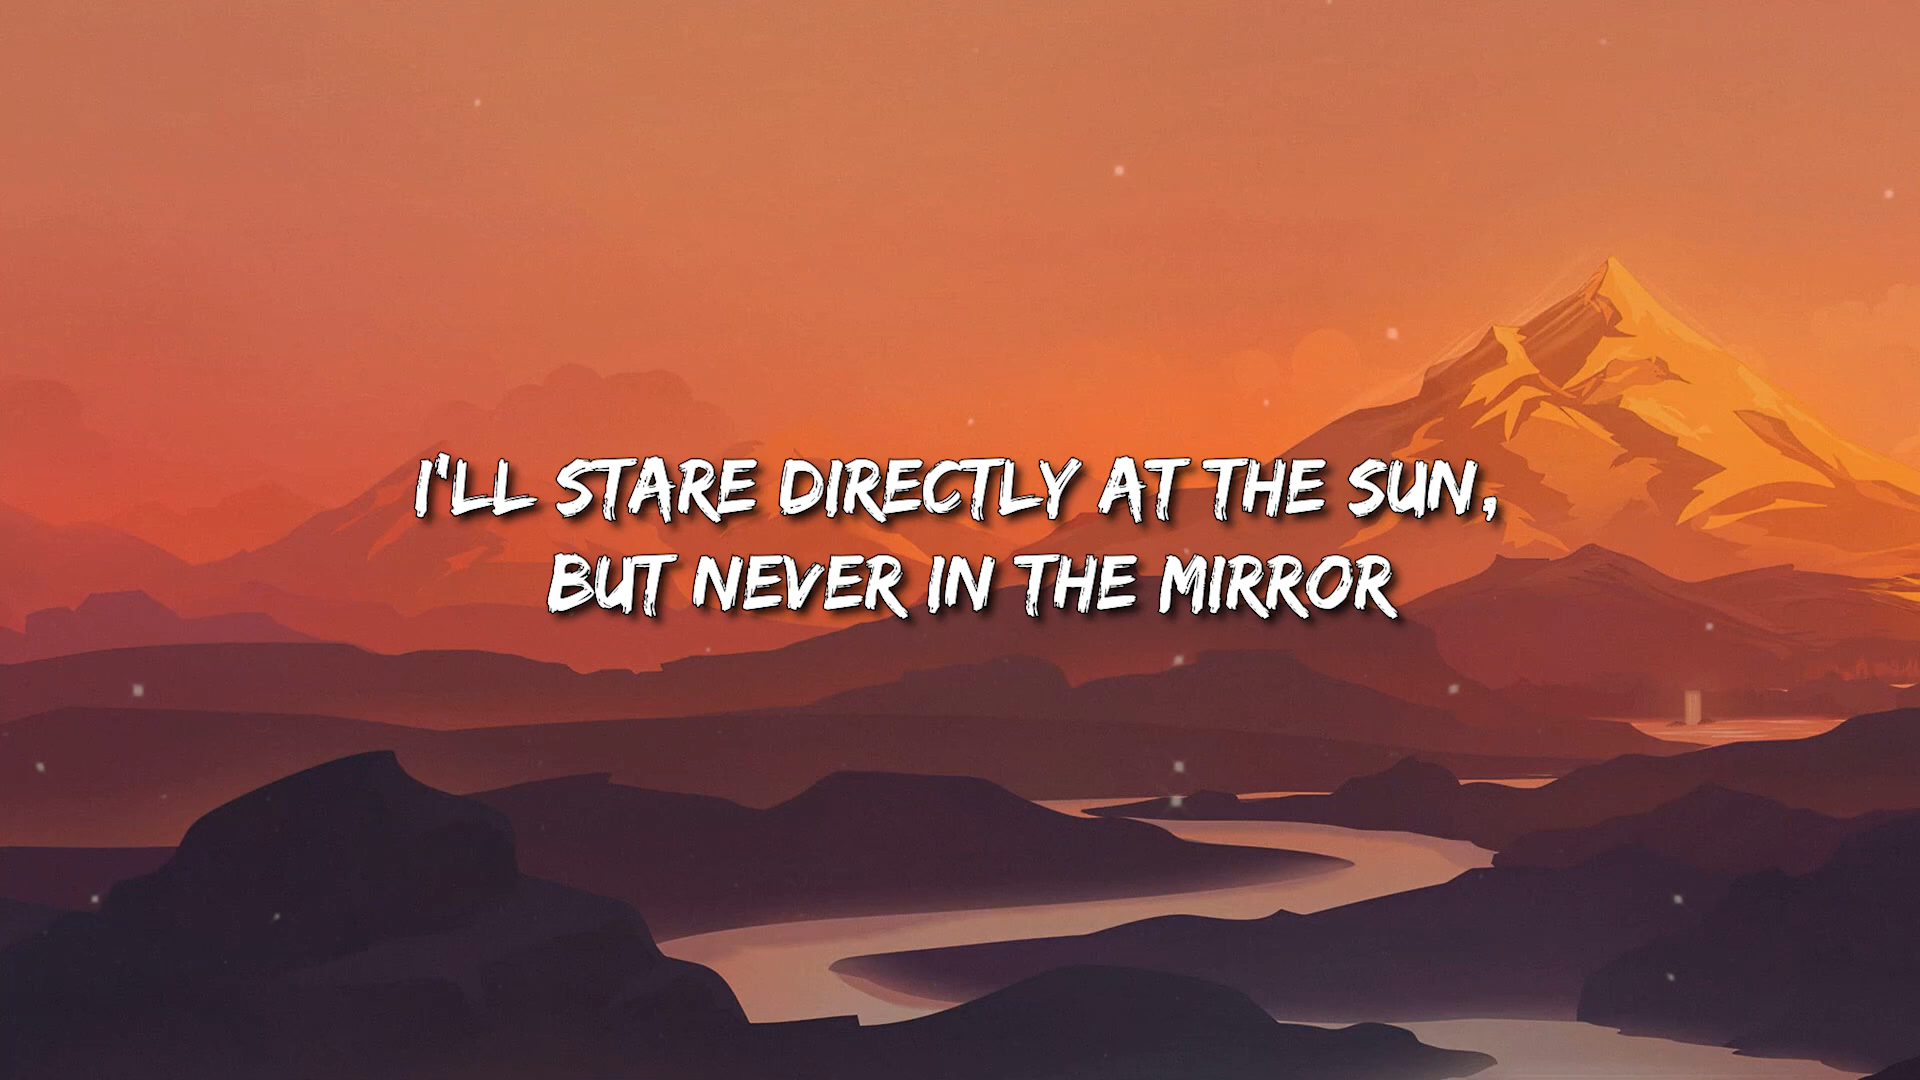 I'LL STARE DIRECTLY AT THE SUN,
BUT NEVER IN THE MIRROR